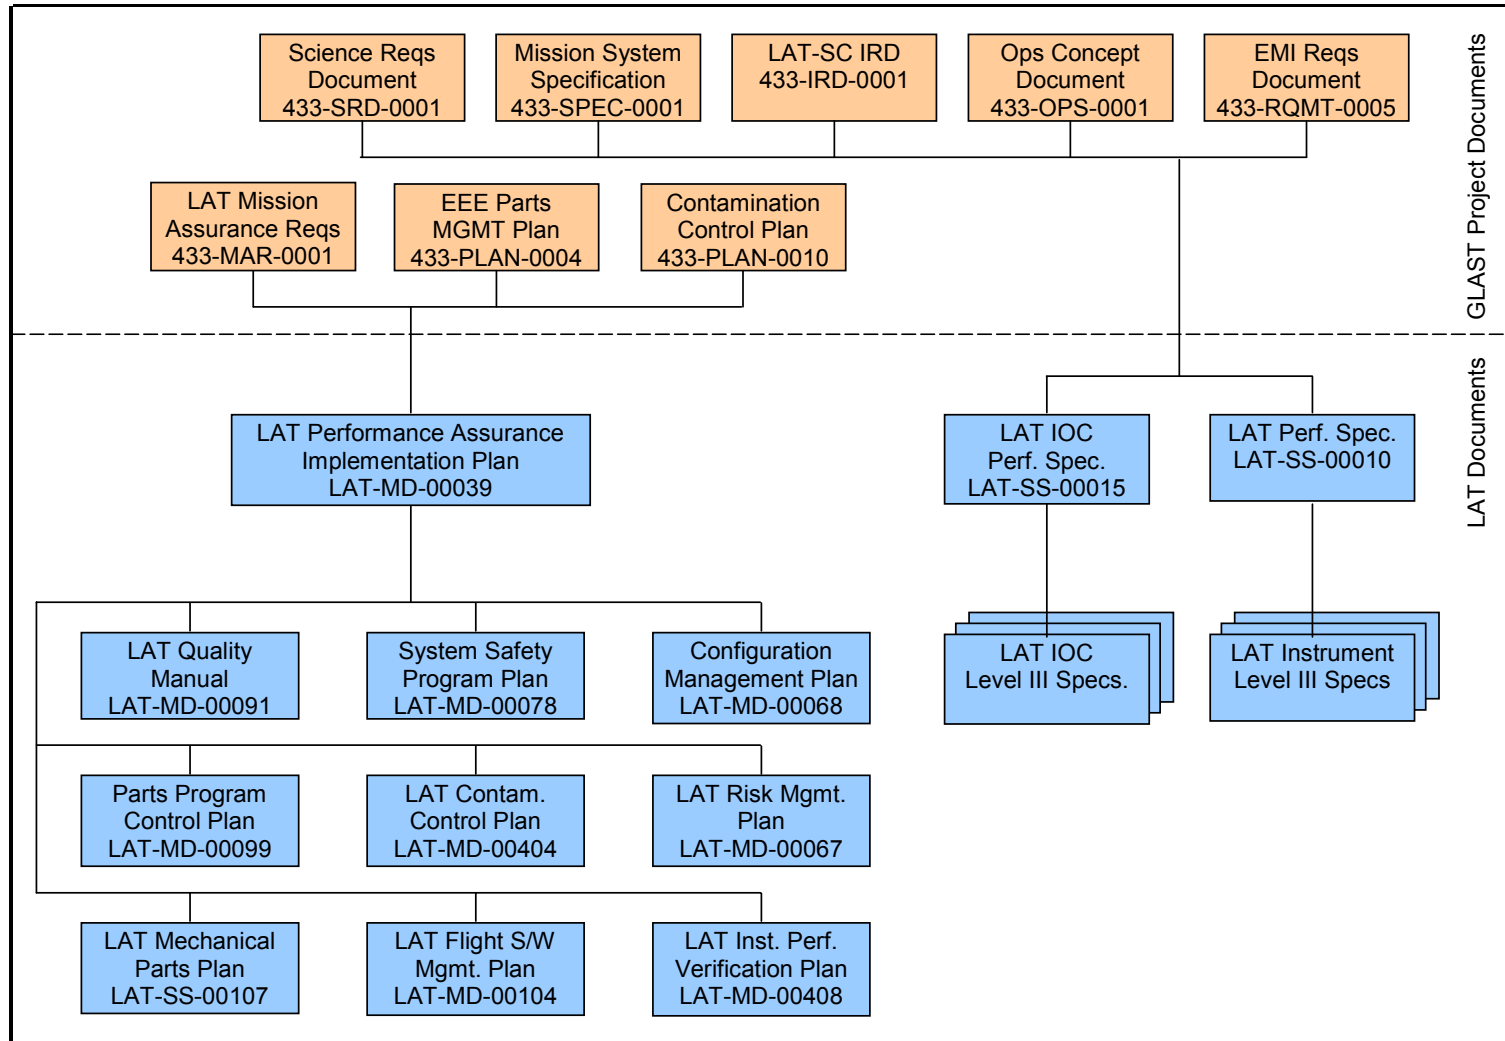 Science Reqs
Document
433-SRD-0001
Mission System
Specification
433-SPEC-0001
LAT-SC IRD
433-IRD-0001
Ops Concept
Document
433-OPS-0001
EMI Reqs
Document
433-RQMT-0005
GLAST Project Documents
LAT Mission
Assurance Reqs
433-MAR-0001
EEE Parts
MGMT Plan
433-PLAN-0004
Contamination
Control Plan
433-PLAN-0010
LAT Documents
LAT Performance Assurance
Implementation Plan
LAT-MD-00039
LAT IOC
Perf. Spec.
LAT-SS-00015
LAT Perf. Spec.
LAT-SS-00010
LAT Quality
Manual
LAT-MD-00091
System Safety
Program Plan
LAT-MD-00078
Configuration
Management Plan
LAT-MD-00068
LAT IOC
Level III Specs.
LAT Instrument
Level III Specs
Parts Program
Control Plan
LAT-MD-00099
LAT Contam.
Control Plan
LAT-MD-00404
LAT Risk Mgmt.
Plan
LAT-MD-00067
LAT Mechanical
Parts Plan
LAT-SS-00107
LAT Flight S/W
Mgmt. Plan
LAT-MD-00104
LAT Inst. Perf.
Verification Plan
LAT-MD-00408